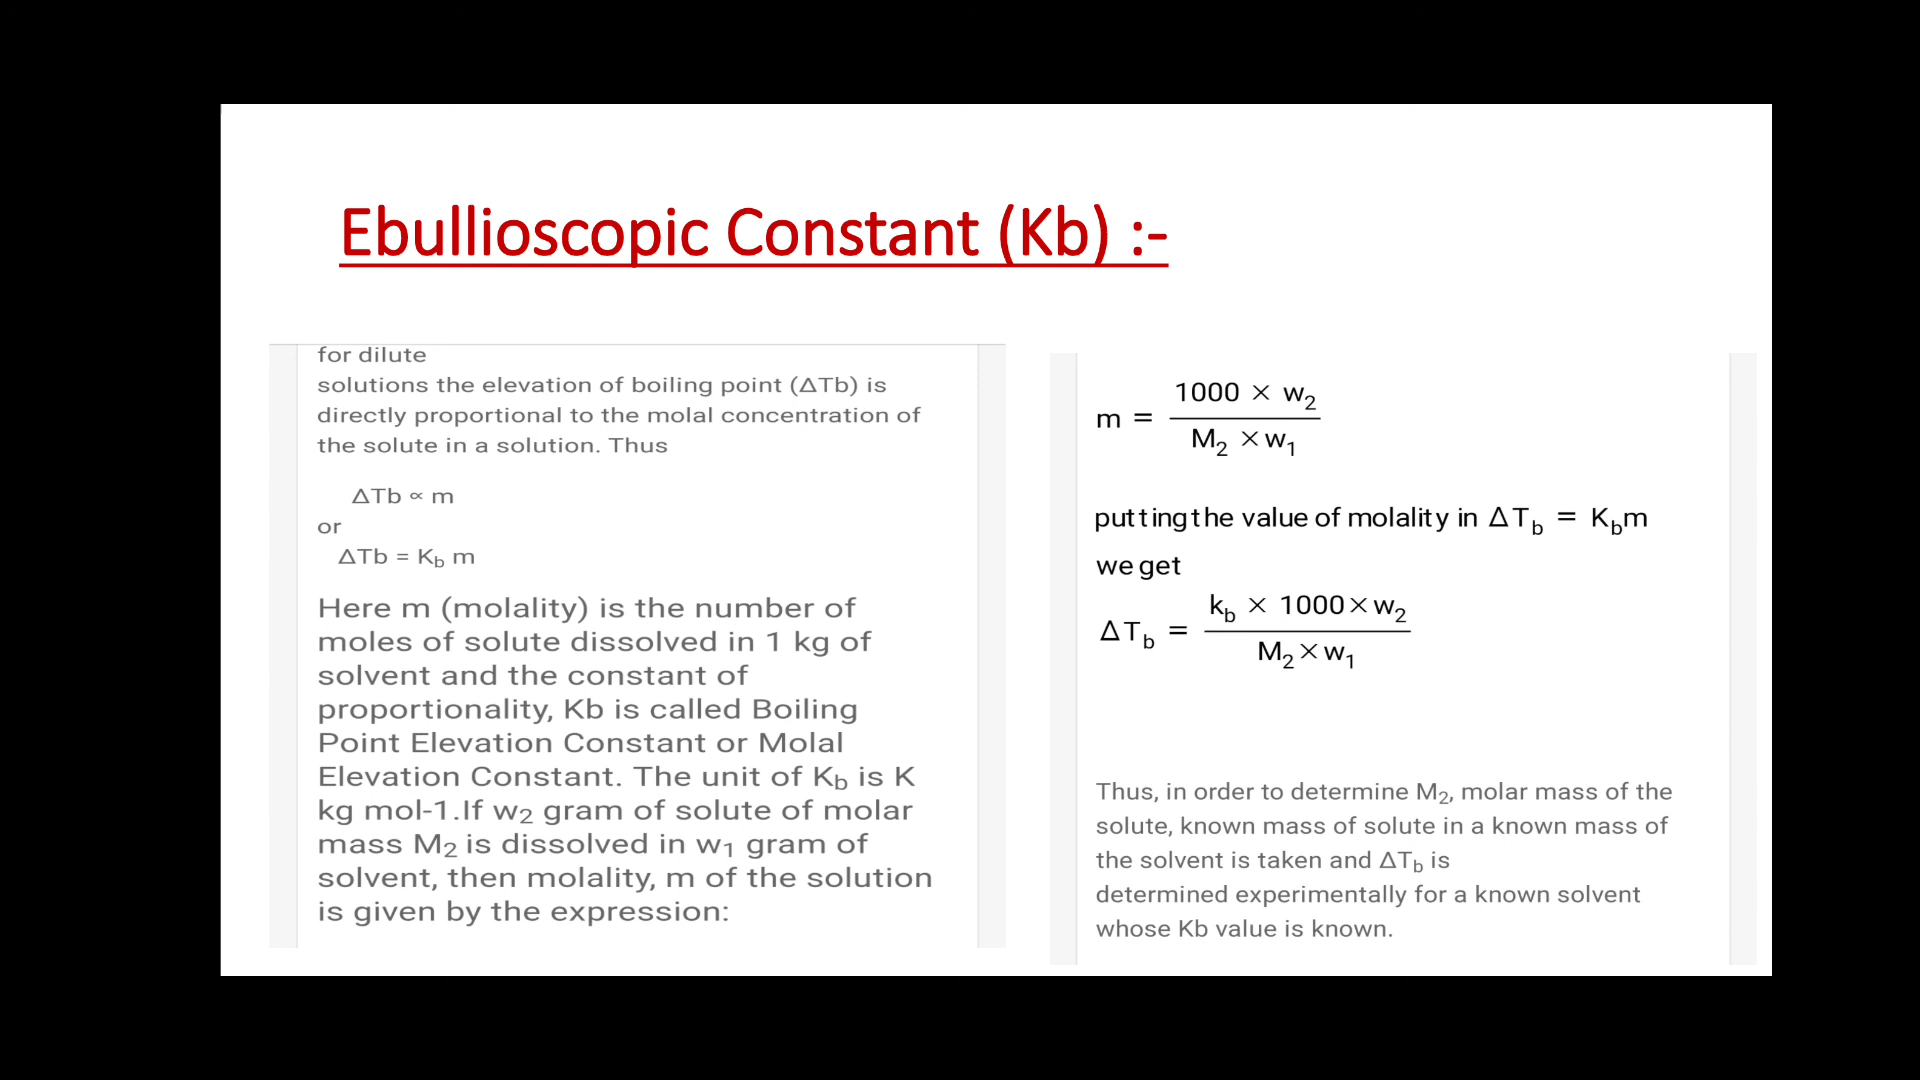 Ebullioscopic Constant (Kb) :-
for dilute
solutions the elevation of boiling point (ΔTb) is
directly proportional to the molal concentration of
the solute in a solution. Thus
ΔTb ∝ m
or
ΔTb = K_b m
Here m (molality) is the number of
moles of solute dissolved in 1 kg of
solvent and the constant of
proportionality, Kb is called Boiling
Point Elevation Constant or Molal
Elevation Constant. The unit of K_b is K
kg mol-1.If w₂ gram of solute of molar
mass M₂ is dissolved in w₁ gram of
solvent, then molality, m of the solution
is given by the expression:
m = (1000 × w₂) / (M₂ × w₁)
putting the value of molality in ΔT_b = K_b m
we get
ΔT_b = (k_b × 1000 × w₂) / (M₂ × w₁)
Thus, in order to determine M₂, molar mass of the
solute, known mass of solute in a known mass of
the solvent is taken and ΔT_b is
determined experimentally for a known solvent
whose Kb value is known.